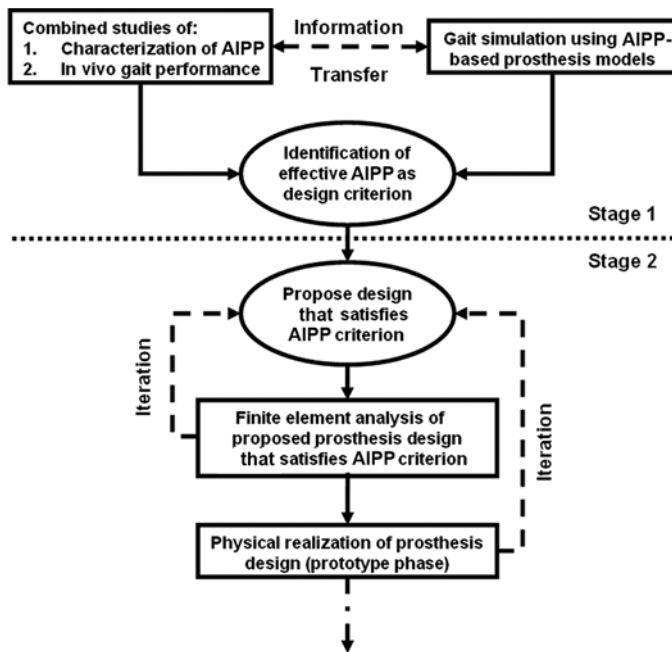 Combined studies of:
1. Characterization of AIPP
2. In vivo gait performance
Information
Transfer
Gait simulation using AIPP-
based prosthesis models
Identification of
effective AIPP as
design criterion
Stage 1
Stage 2
Propose design
that satisfies
AIPP criterion
Iteration
Finite element analysis of
proposed prosthesis design
that satisfies AIPP criterion
Iteration
Physical realization of prosthesis
design (prototype phase)